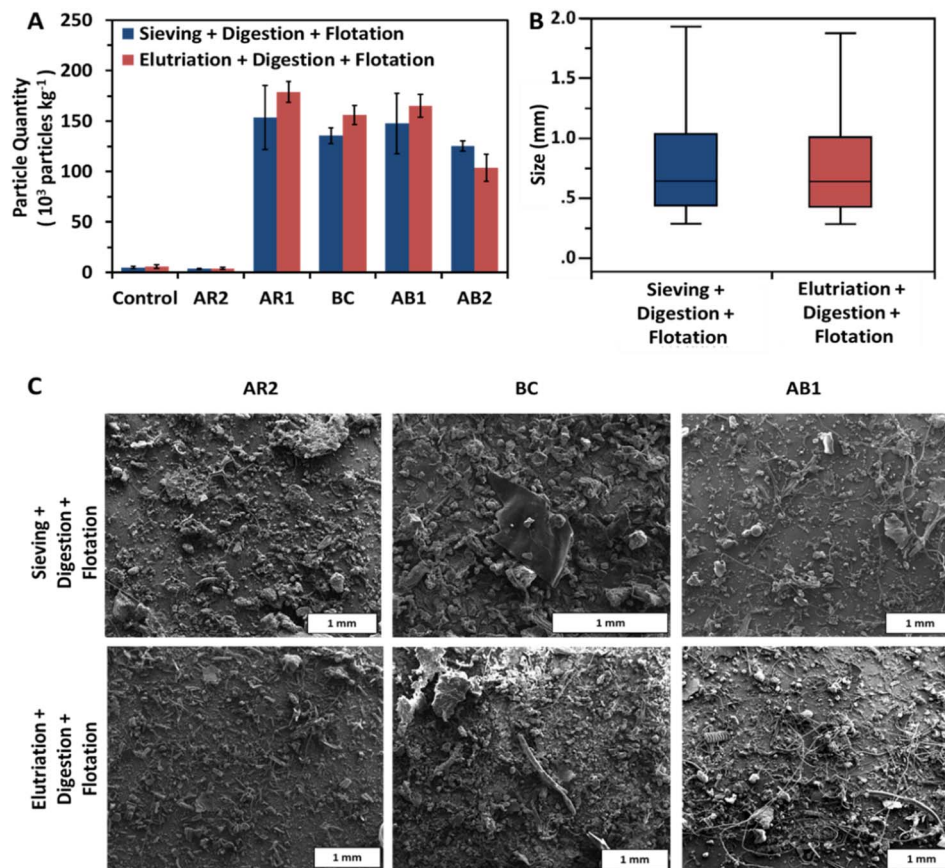 A
Sieving + Digestion + Flotation
Elutriation + Digestion + Flotation
Particle Quantity
( 10³ particles kg⁻¹)
250
200
150
100
50
0
Control AR2 AR1 BC AB1 AB2
B
Size (mm)
2.0
1.5
1.0
.5
.0
Sieving +
Digestion +
Flotation
Elutriation +
Digestion +
Flotation
C
AR2 BC AB1
Sieving +
Digestion +
Flotation
1 mm 1 mm 1 mm
Elutriation +
Digestion +
Flotation
1 mm 1 mm 1 mm